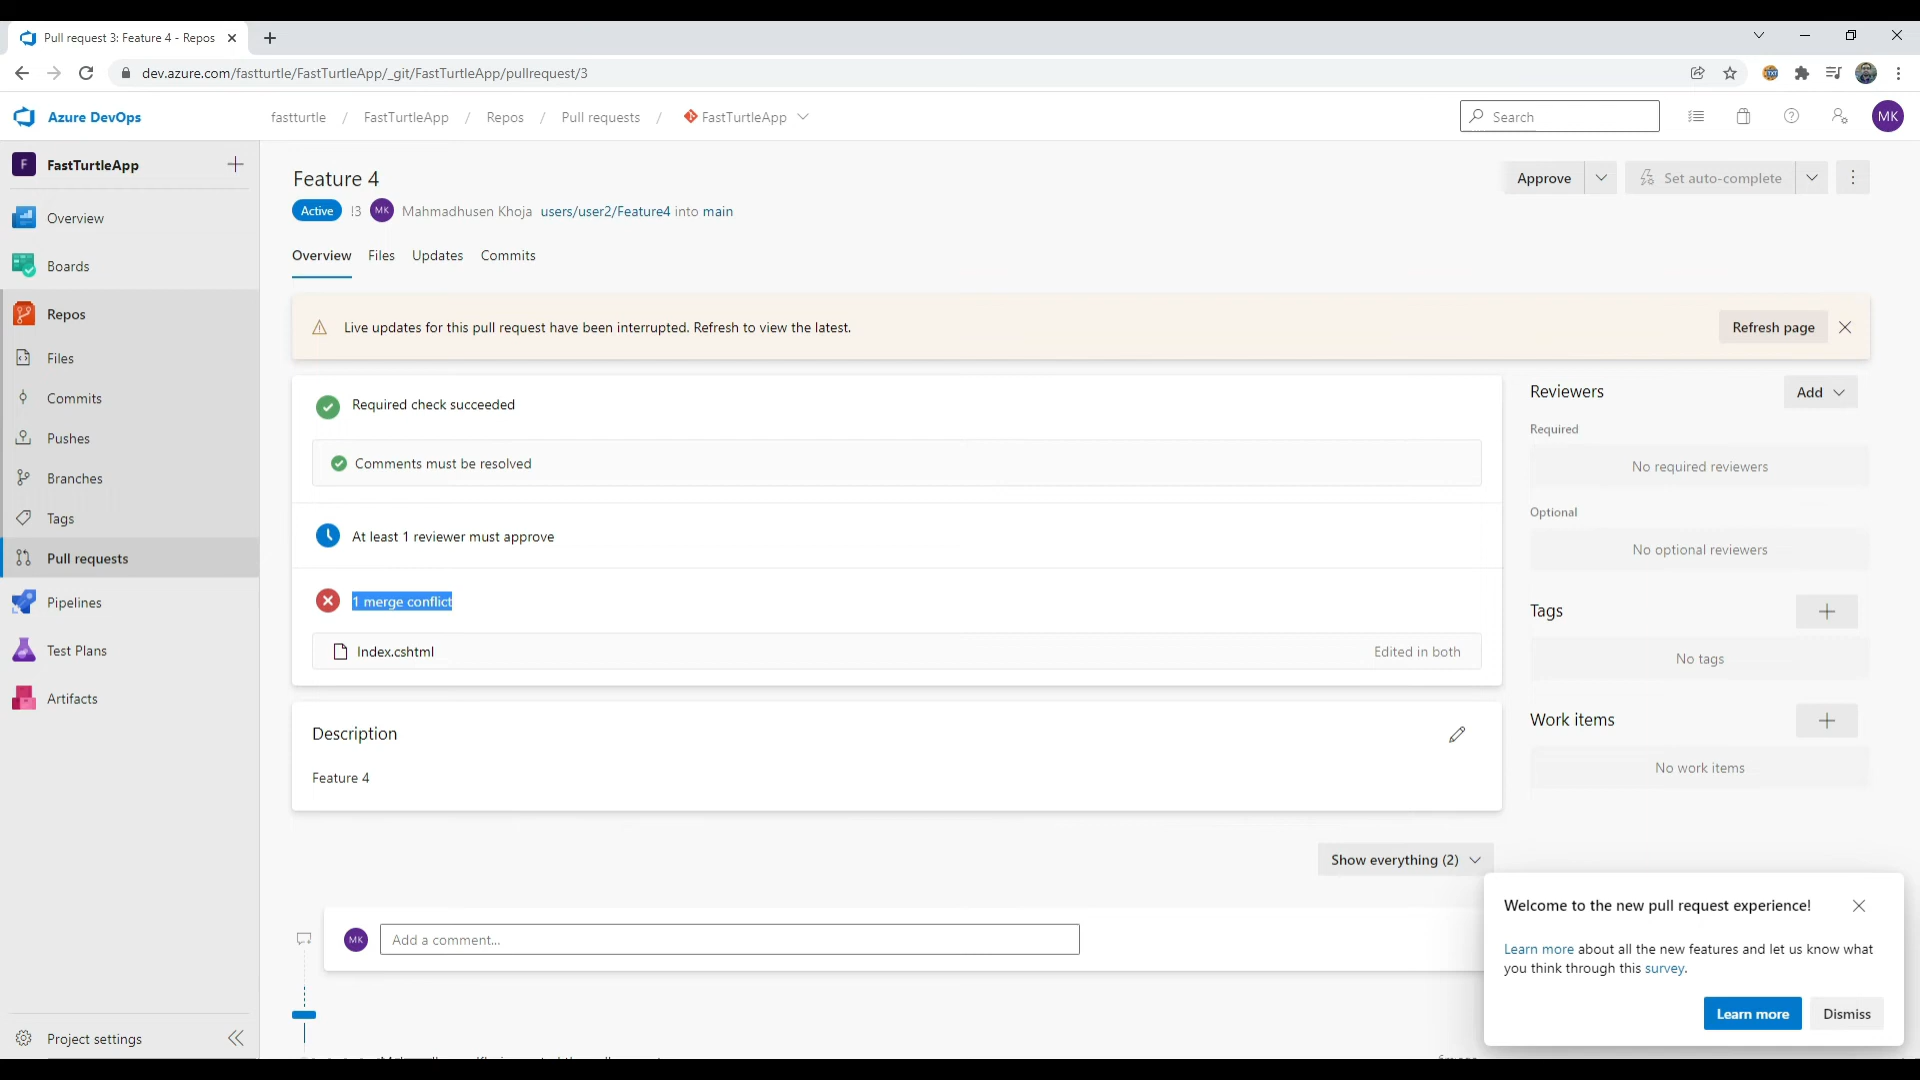 Pull request 3: Feature 4 - Repos
dev.azure.com/fastturtle/FastTurtleApp/_git/FastTurtleApp/pullrequest/3
Azure DevOps
fastturtle / FastTurtleApp / Repos / Pull requests / FastTurtleApp
Search
MK
F
FastTurtleApp
Overview
Boards
Repos
Files
Commits
Pushes
Branches
Tags
Pull requests
Pipelines
Test Plans
Artifacts
Project settings
Feature 4
Approve
Set auto-complete
Active
!3
MK
Mahmadhusen Khoja users/user2/Feature4 into main
Overview
Files
Updates
Commits
Live updates for this pull request have been interrupted. Refresh to view the latest.
Refresh page
Required check succeeded
Comments must be resolved
At least 1 reviewer must approve
1 merge conflict
Index.cshtml
Edited in both
Description
Feature 4
Show everything (2)
MK
Add a comment...
Reviewers
Add
Required
No required reviewers
Optional
No optional reviewers
Tags
No tags
Work items
No work items
Welcome to the new pull request experience!
Learn more about all the new features and let us know what
you think through this survey.
Learn more
Dismiss